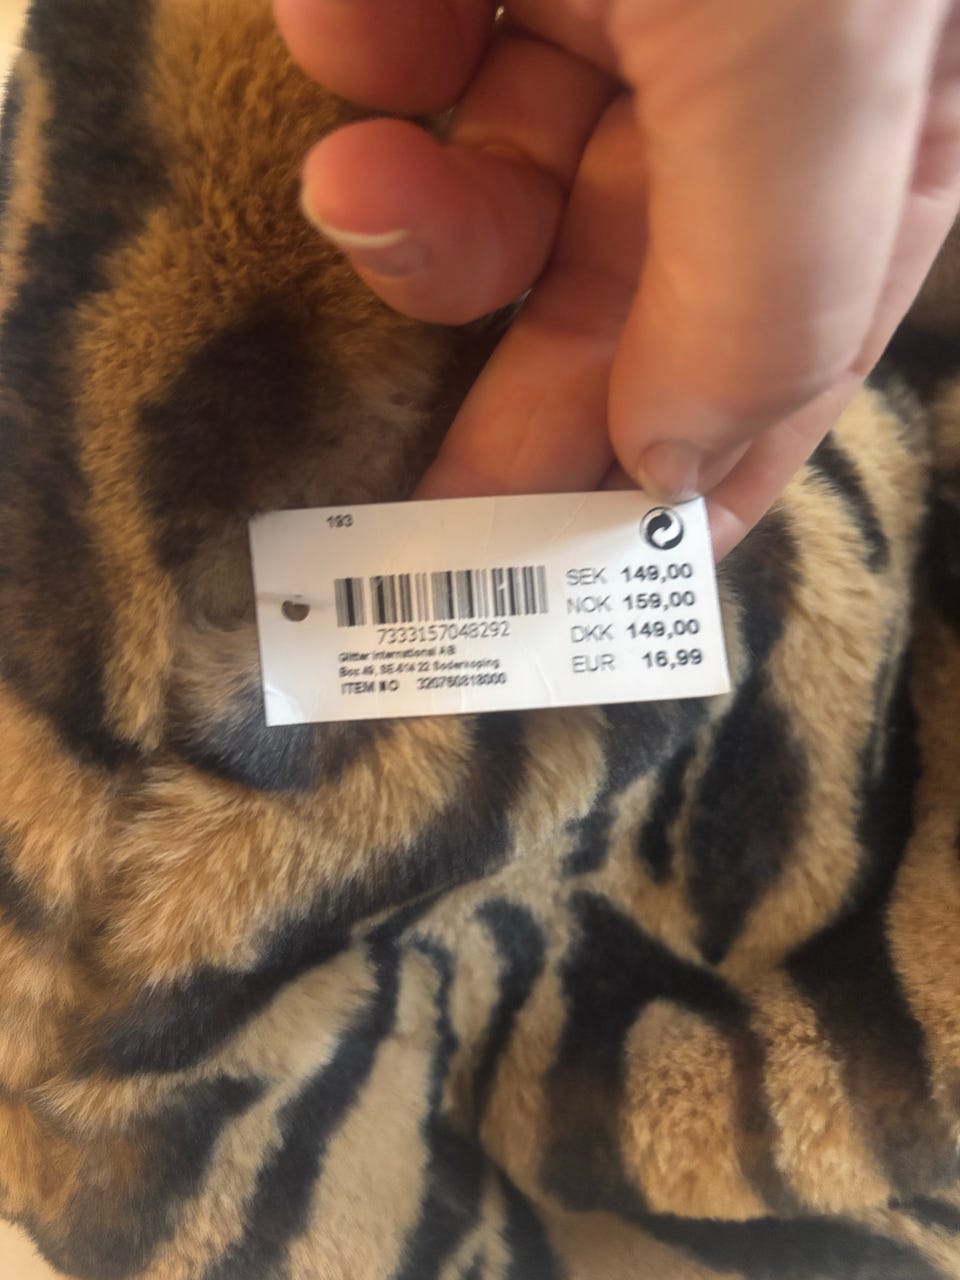 193
7333157048292
Glitter International AB
Box 49, SE-614 22 Soderkoping
ITEM NO 320760818000
SEK 149,00
NOK 159,00
DKK 149,00
EUR 16,99